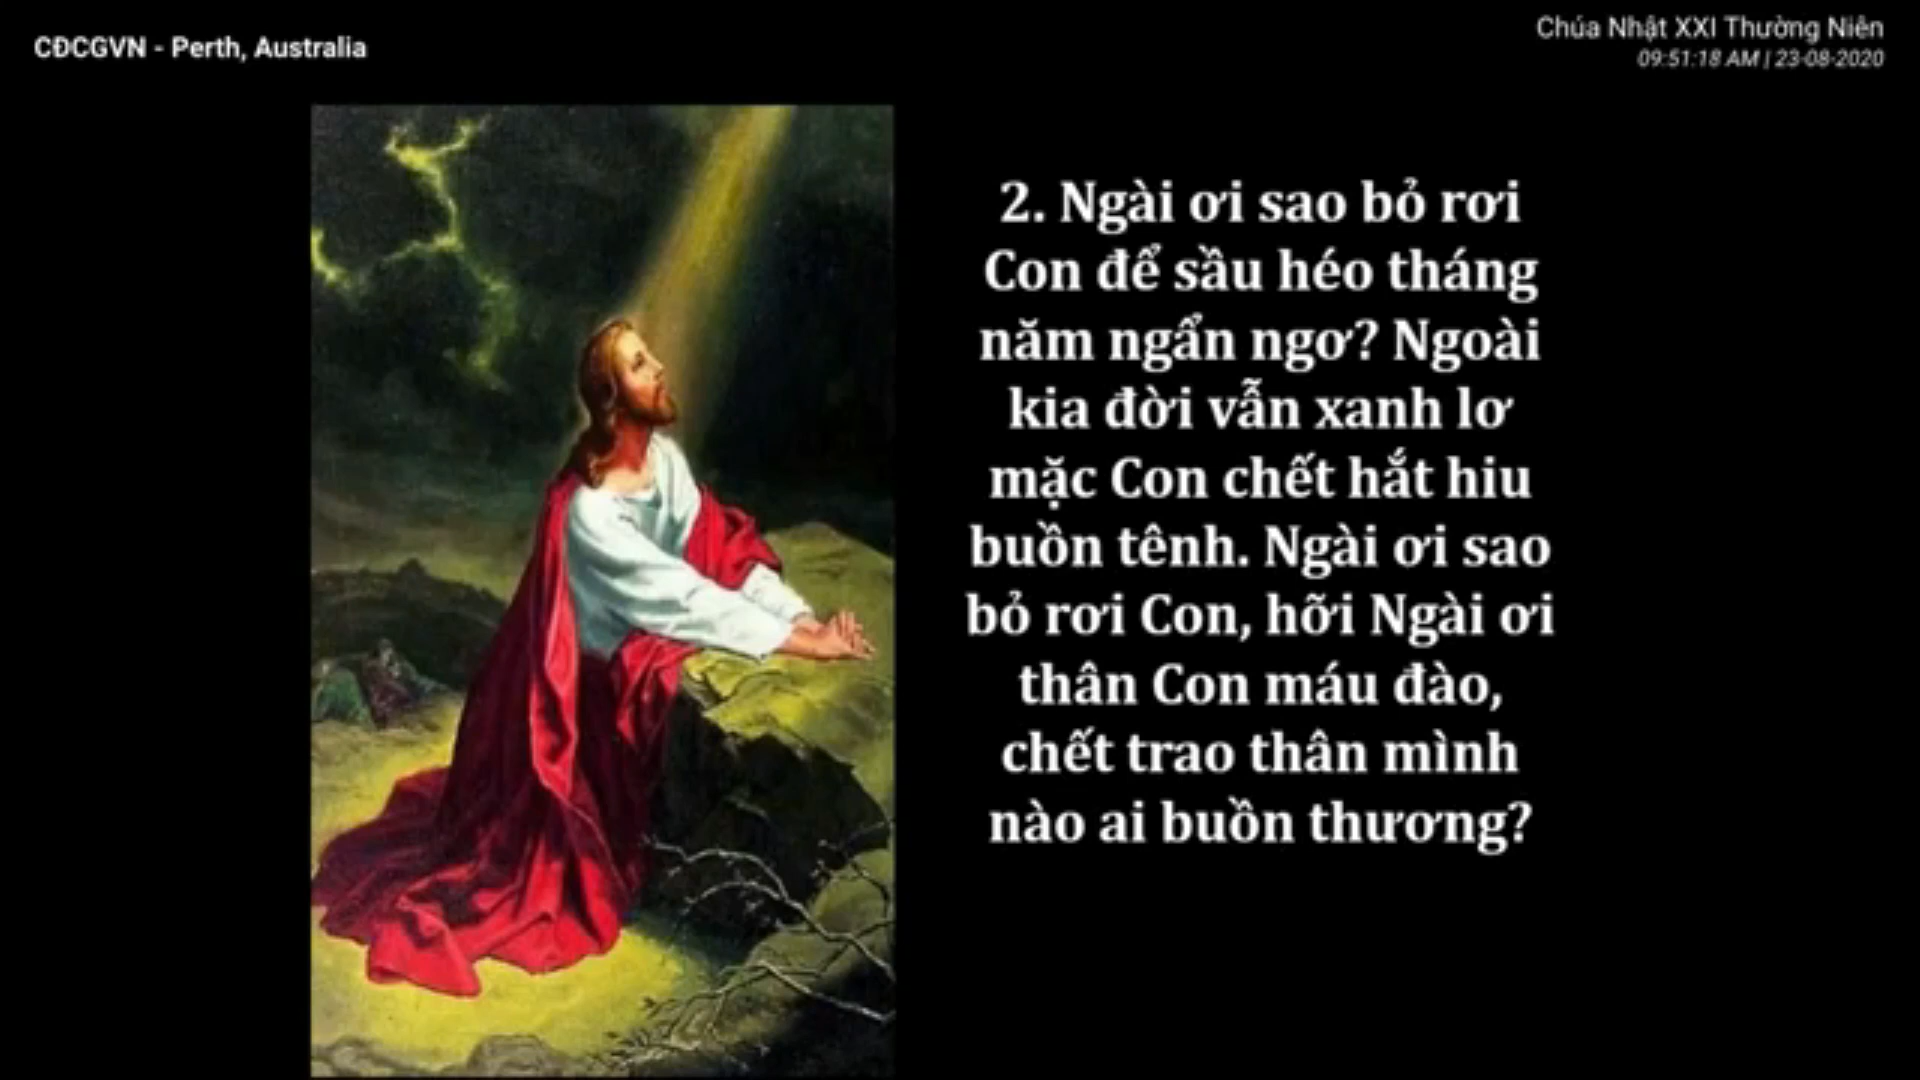 CĐCGVN - Perth, Australia
Chúa Nhật XXI Thường Niên
09:51:18 AM | 23-08-2020
2. Ngài ơi sao bỏ rơi
Con để sầu héo tháng
năm ngẩn ngơ? Ngoài
kia đời vẫn xanh lơ
mặc Con chết hắt hiu
buồn tênh. Ngài ơi sao
bỏ rơi Con, hỡi Ngài ơi
thân Con máu đào,
chết trao thân mình
nào ai buồn thương?